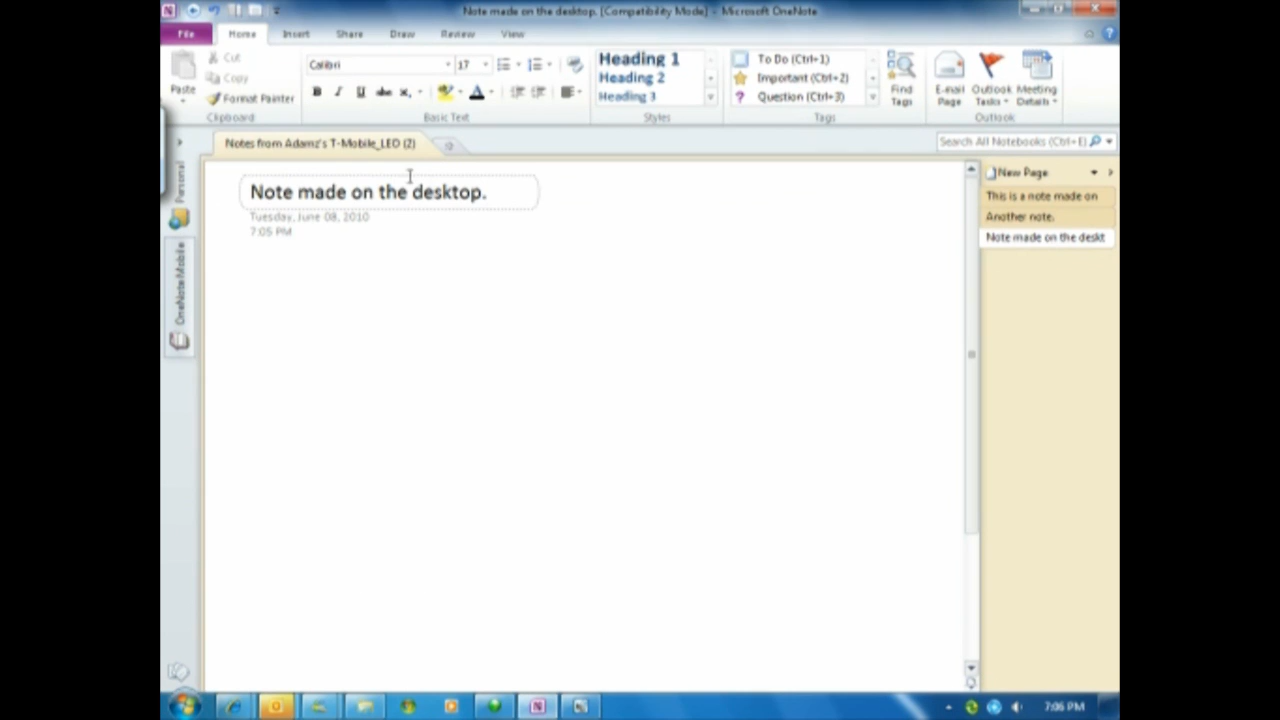 Note made on the desktop. [Compatibility Mode] - Microsoft OneNote
File Home Insert Share Draw Review View
Paste
Cut
Copy
Format Painter
Clipboard
Calibri 17
B I U abc
Basic Text
Heading 1
Heading 2
Heading 3
Styles
To Do (Ctrl+1)
Important (Ctrl+2)
Question (Ctrl+3)
Tags
Find
Tags
E-mail
Page
Outlook
Tasks
Meeting
Details
Outlook
Notes from Adamz's T-Mobile_LEO (2)
Search All Notebooks (Ctrl+E)
Personal
OneNote Mobile
Note made on the desktop.
Tuesday, June 08, 2010
7:05 PM
New Page
This is a note made on
Another note.
Note made on the deskt
7:06 PM